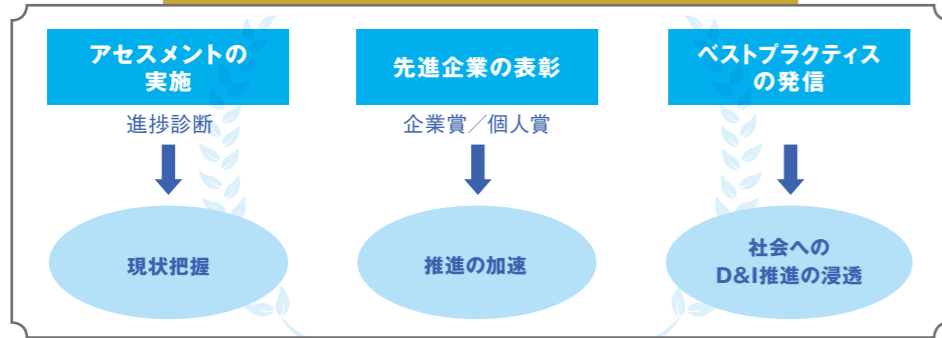 アセスメントの
実施
進捗診断
現状把握
先進企業の表彰
企業賞／個人賞
推進の加速
ベストプラクティス
の発信
社会への
D&I推進の浸透